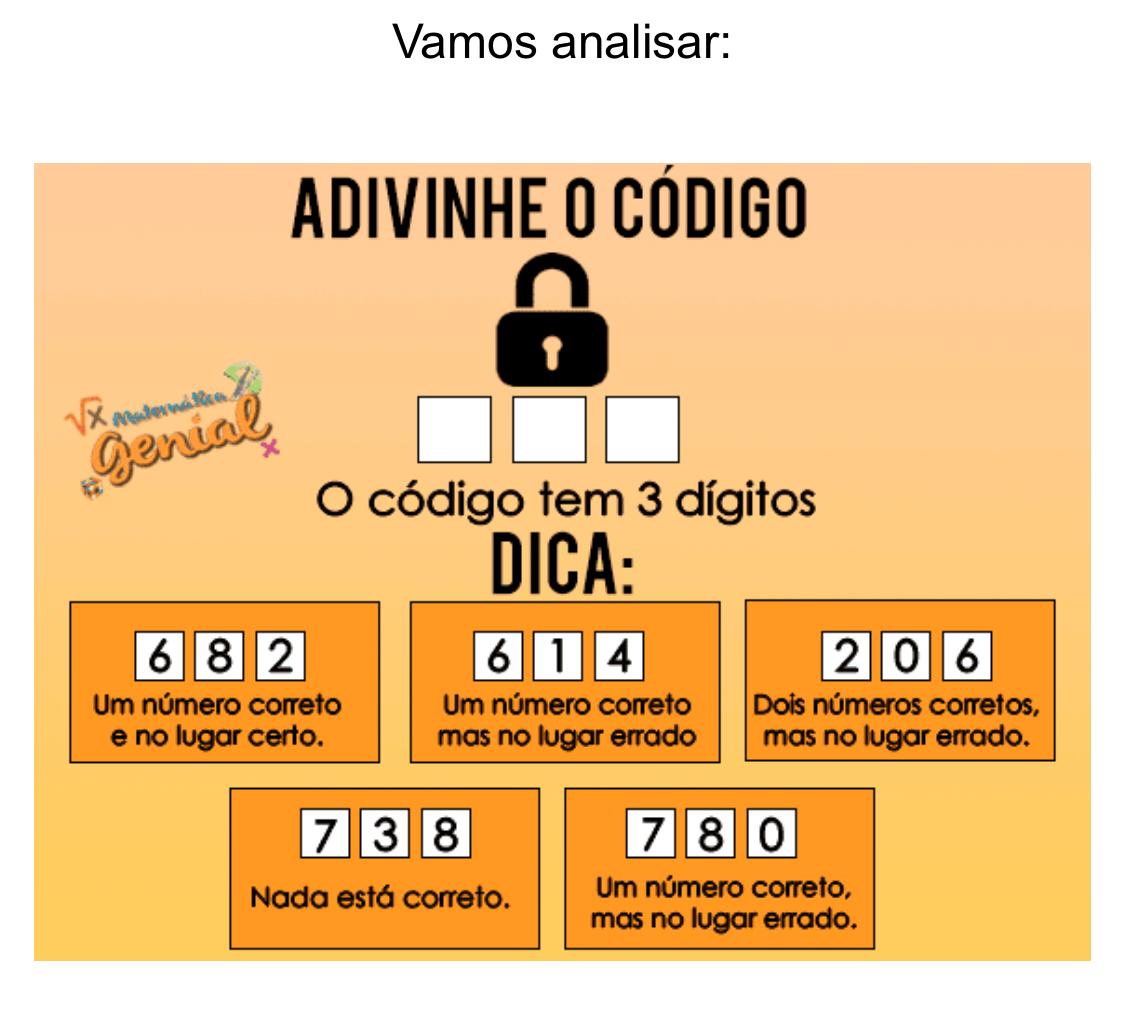 Vamos analisar:
ADIVINHE O CÓDIGO
√x Matemática
Genial
x
O código tem 3 dígitos
DICA:
6 8 2
Um número correto
e no lugar certo.
6 1 4
Um número correto
mas no lugar errado
2 0 6
Dois números corretos,
mas no lugar errado.
7 3 8
Nada está correto.
7 8 0
Um número correto,
mas no lugar errado.